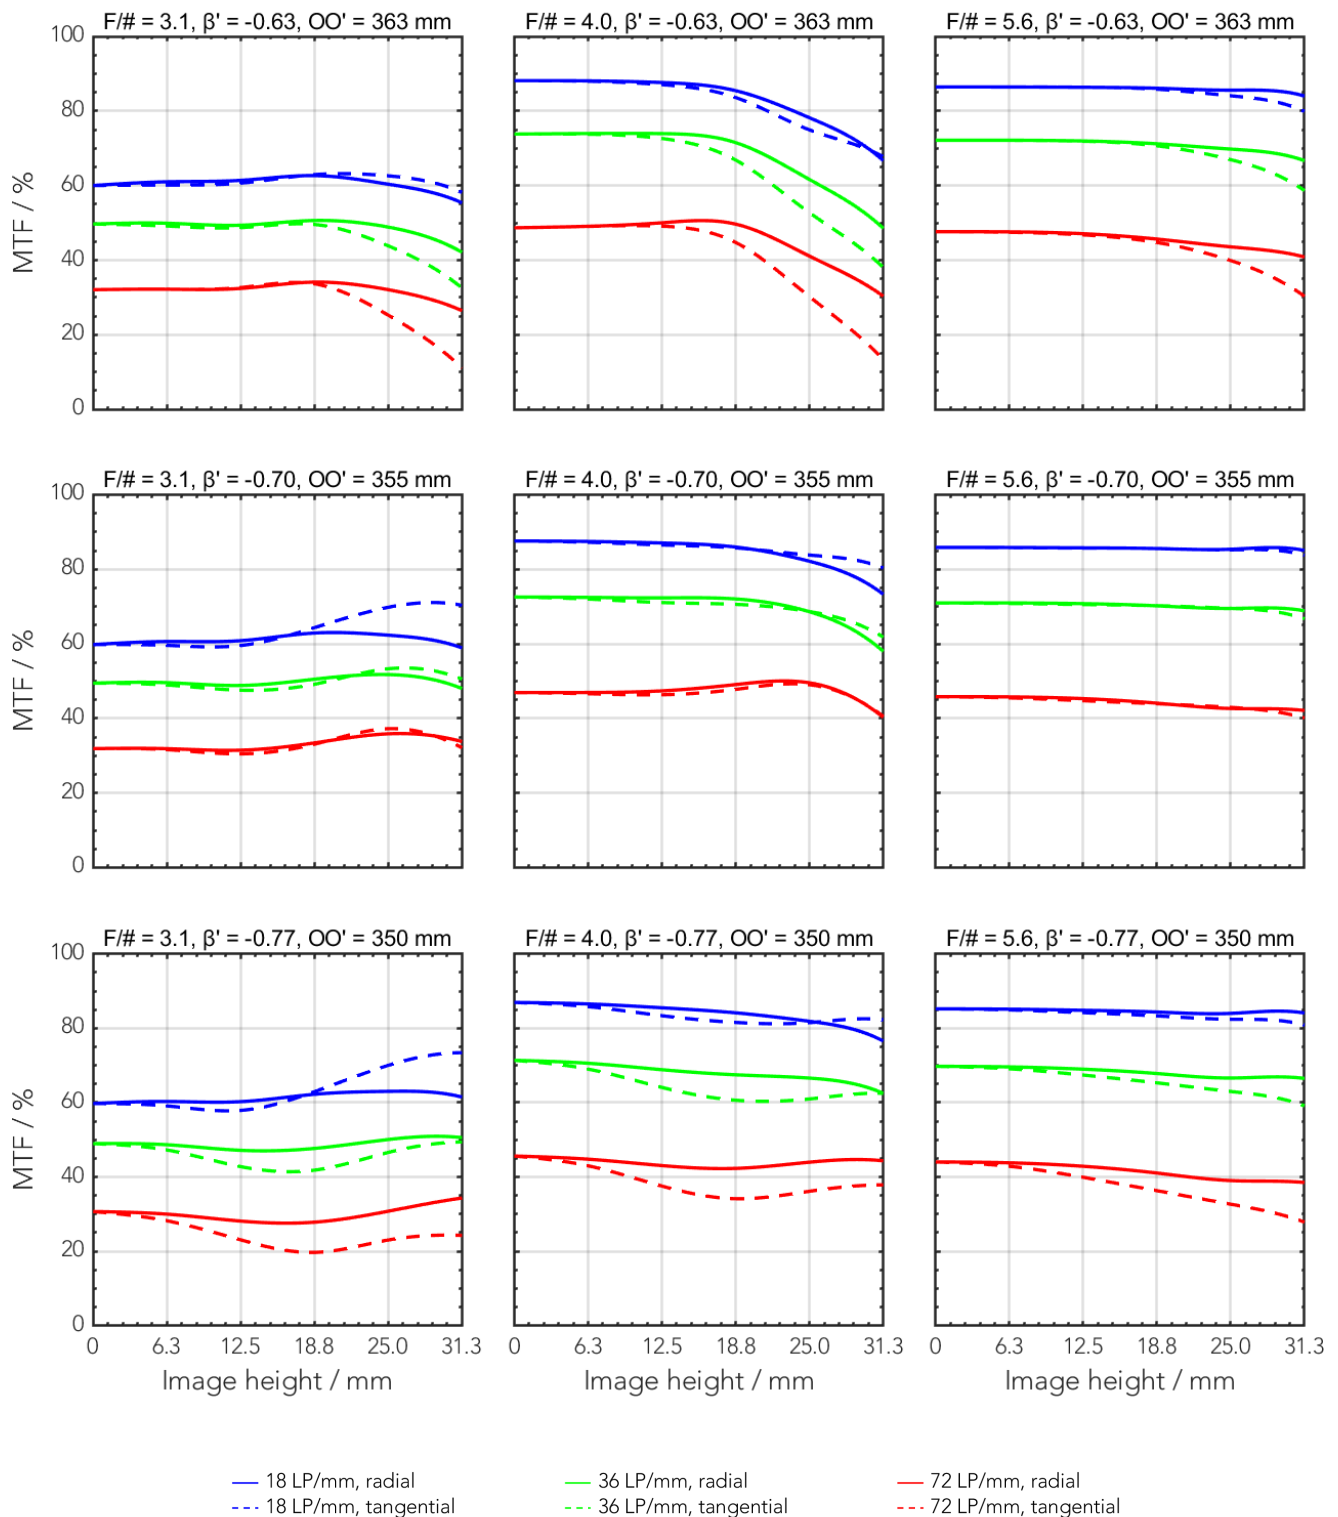 F/# = 3.1, β' = -0.63, OO' = 363 mm
F/# = 4.0, β' = -0.63, OO' = 363 mm
F/# = 5.6, β' = -0.63, OO' = 363 mm
100
80
60
40
20
0
MTF / %
F/# = 3.1, β' = -0.70, OO' = 355 mm
F/# = 4.0, β' = -0.70, OO' = 355 mm
F/# = 5.6, β' = -0.70, OO' = 355 mm
100
80
60
40
20
0
MTF / %
F/# = 3.1, β' = -0.77, OO' = 350 mm
F/# = 4.0, β' = -0.77, OO' = 350 mm
F/# = 5.6, β' = -0.77, OO' = 350 mm
100
80
60
40
20
0
MTF / %
0 6.3 12.5 18.8 25.0 31.3
0 6.3 12.5 18.8 25.0 31.3
0 6.3 12.5 18.8 25.0 31.3
Image height / mm
Image height / mm
Image height / mm
18 LP/mm, radial
36 LP/mm, radial
72 LP/mm, radial
18 LP/mm, tangential
36 LP/mm, tangential
72 LP/mm, tangential